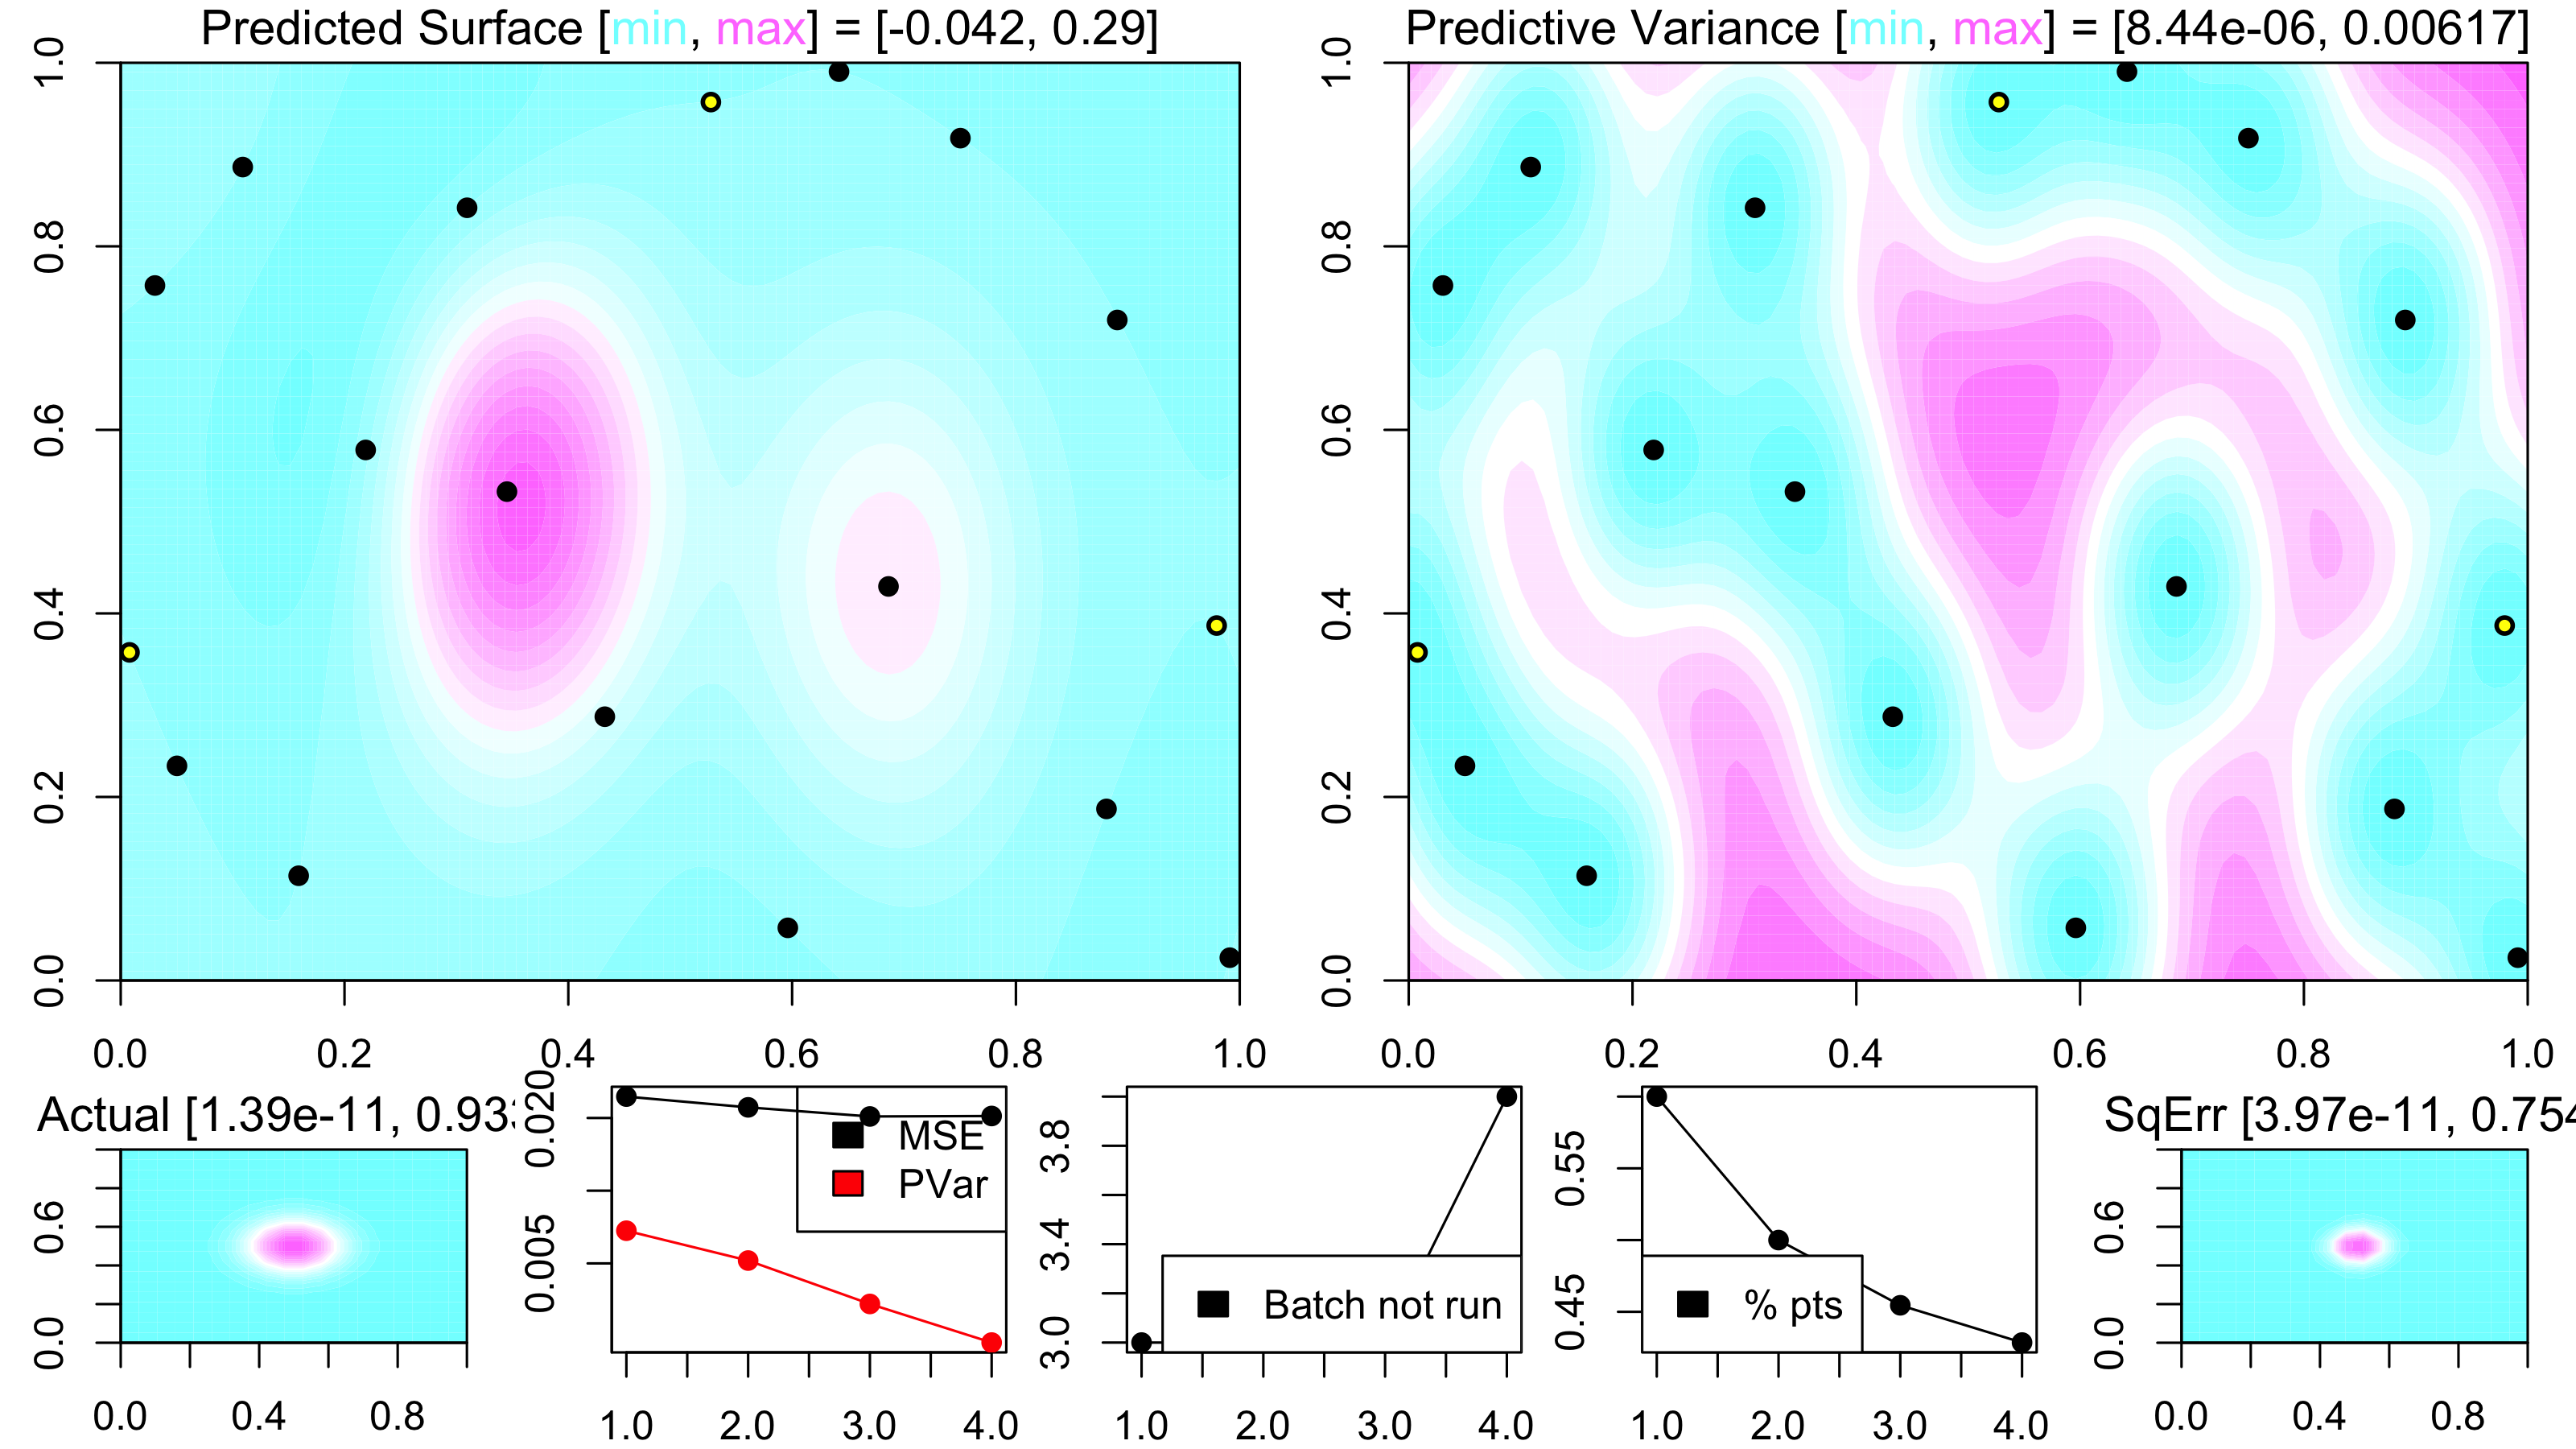 Predicted Surface [min, max] = [-0.042, 0.29]
1.0
0.8
0.6
0.4
0.2
0.0
0.0 0.2 0.4 0.6 0.8 1.0
Predictive Variance [min, max] = [8.44e-06, 0.00617]
1.0
0.8
0.6
0.4
0.2
0.0
0.0 0.2 0.4 0.6 0.8 1.0
Actual [1.39e-11, 0.93
0.6
0.0
0.0 0.4 0.8
0.020
0.005
MSE
PVar
1.0 2.0 3.0 4.0
3.8
3.4
3.0
Batch not run
1.0 2.0 3.0 4.0
0.55
0.45
% pts
1.0 2.0 3.0 4.0
SqErr [3.97e-11, 0.754
0.6
0.0
0.0 0.4 0.8